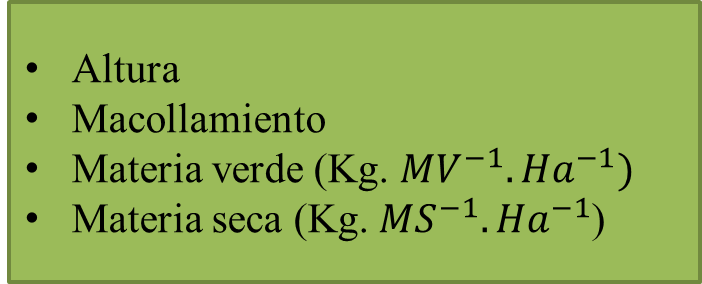 • Altura
• Macollamiento
• Materia verde (Kg. 𝑀𝑉⁻¹. 𝐻𝑎⁻¹)
• Materia seca (Kg. 𝑀𝑆⁻¹. 𝐻𝑎⁻¹)